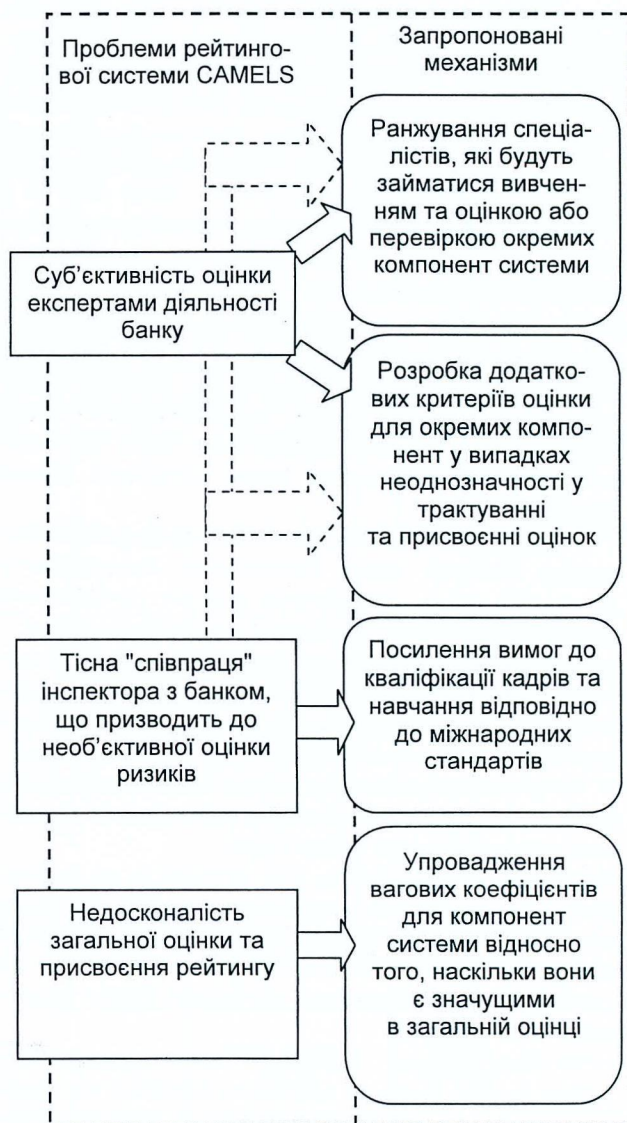 Проблеми рейтинго-
вої системи CAMELS
Запропоновані
механізми
Суб’єктивність оцінки
експертами діяльності
банку
Ранжування спеціа-
лістів, які будуть
займатися вивчен-
ням та оцінкою або
перевіркою окремих
компонент системи
Розробка додатко-
вих критеріїв оцінки
для окремих компо-
нент у випадках
неоднозначності у
трактуванні
та присвоєнні оцінок
Тісна "співпраця"
інспектора з банком,
що призводить до
необ’єктивної оцінки
ризиків
Посилення вимог до
кваліфікації кадрів та
навчання відповідно
до міжнародних
стандартів
Недосконалість
загальної оцінки та
присвоєння рейтингу
Упровадження
вагових коефіцієнтів
для компонент
системи відносно
того, наскільки вони
є значущими
в загальній оцінці